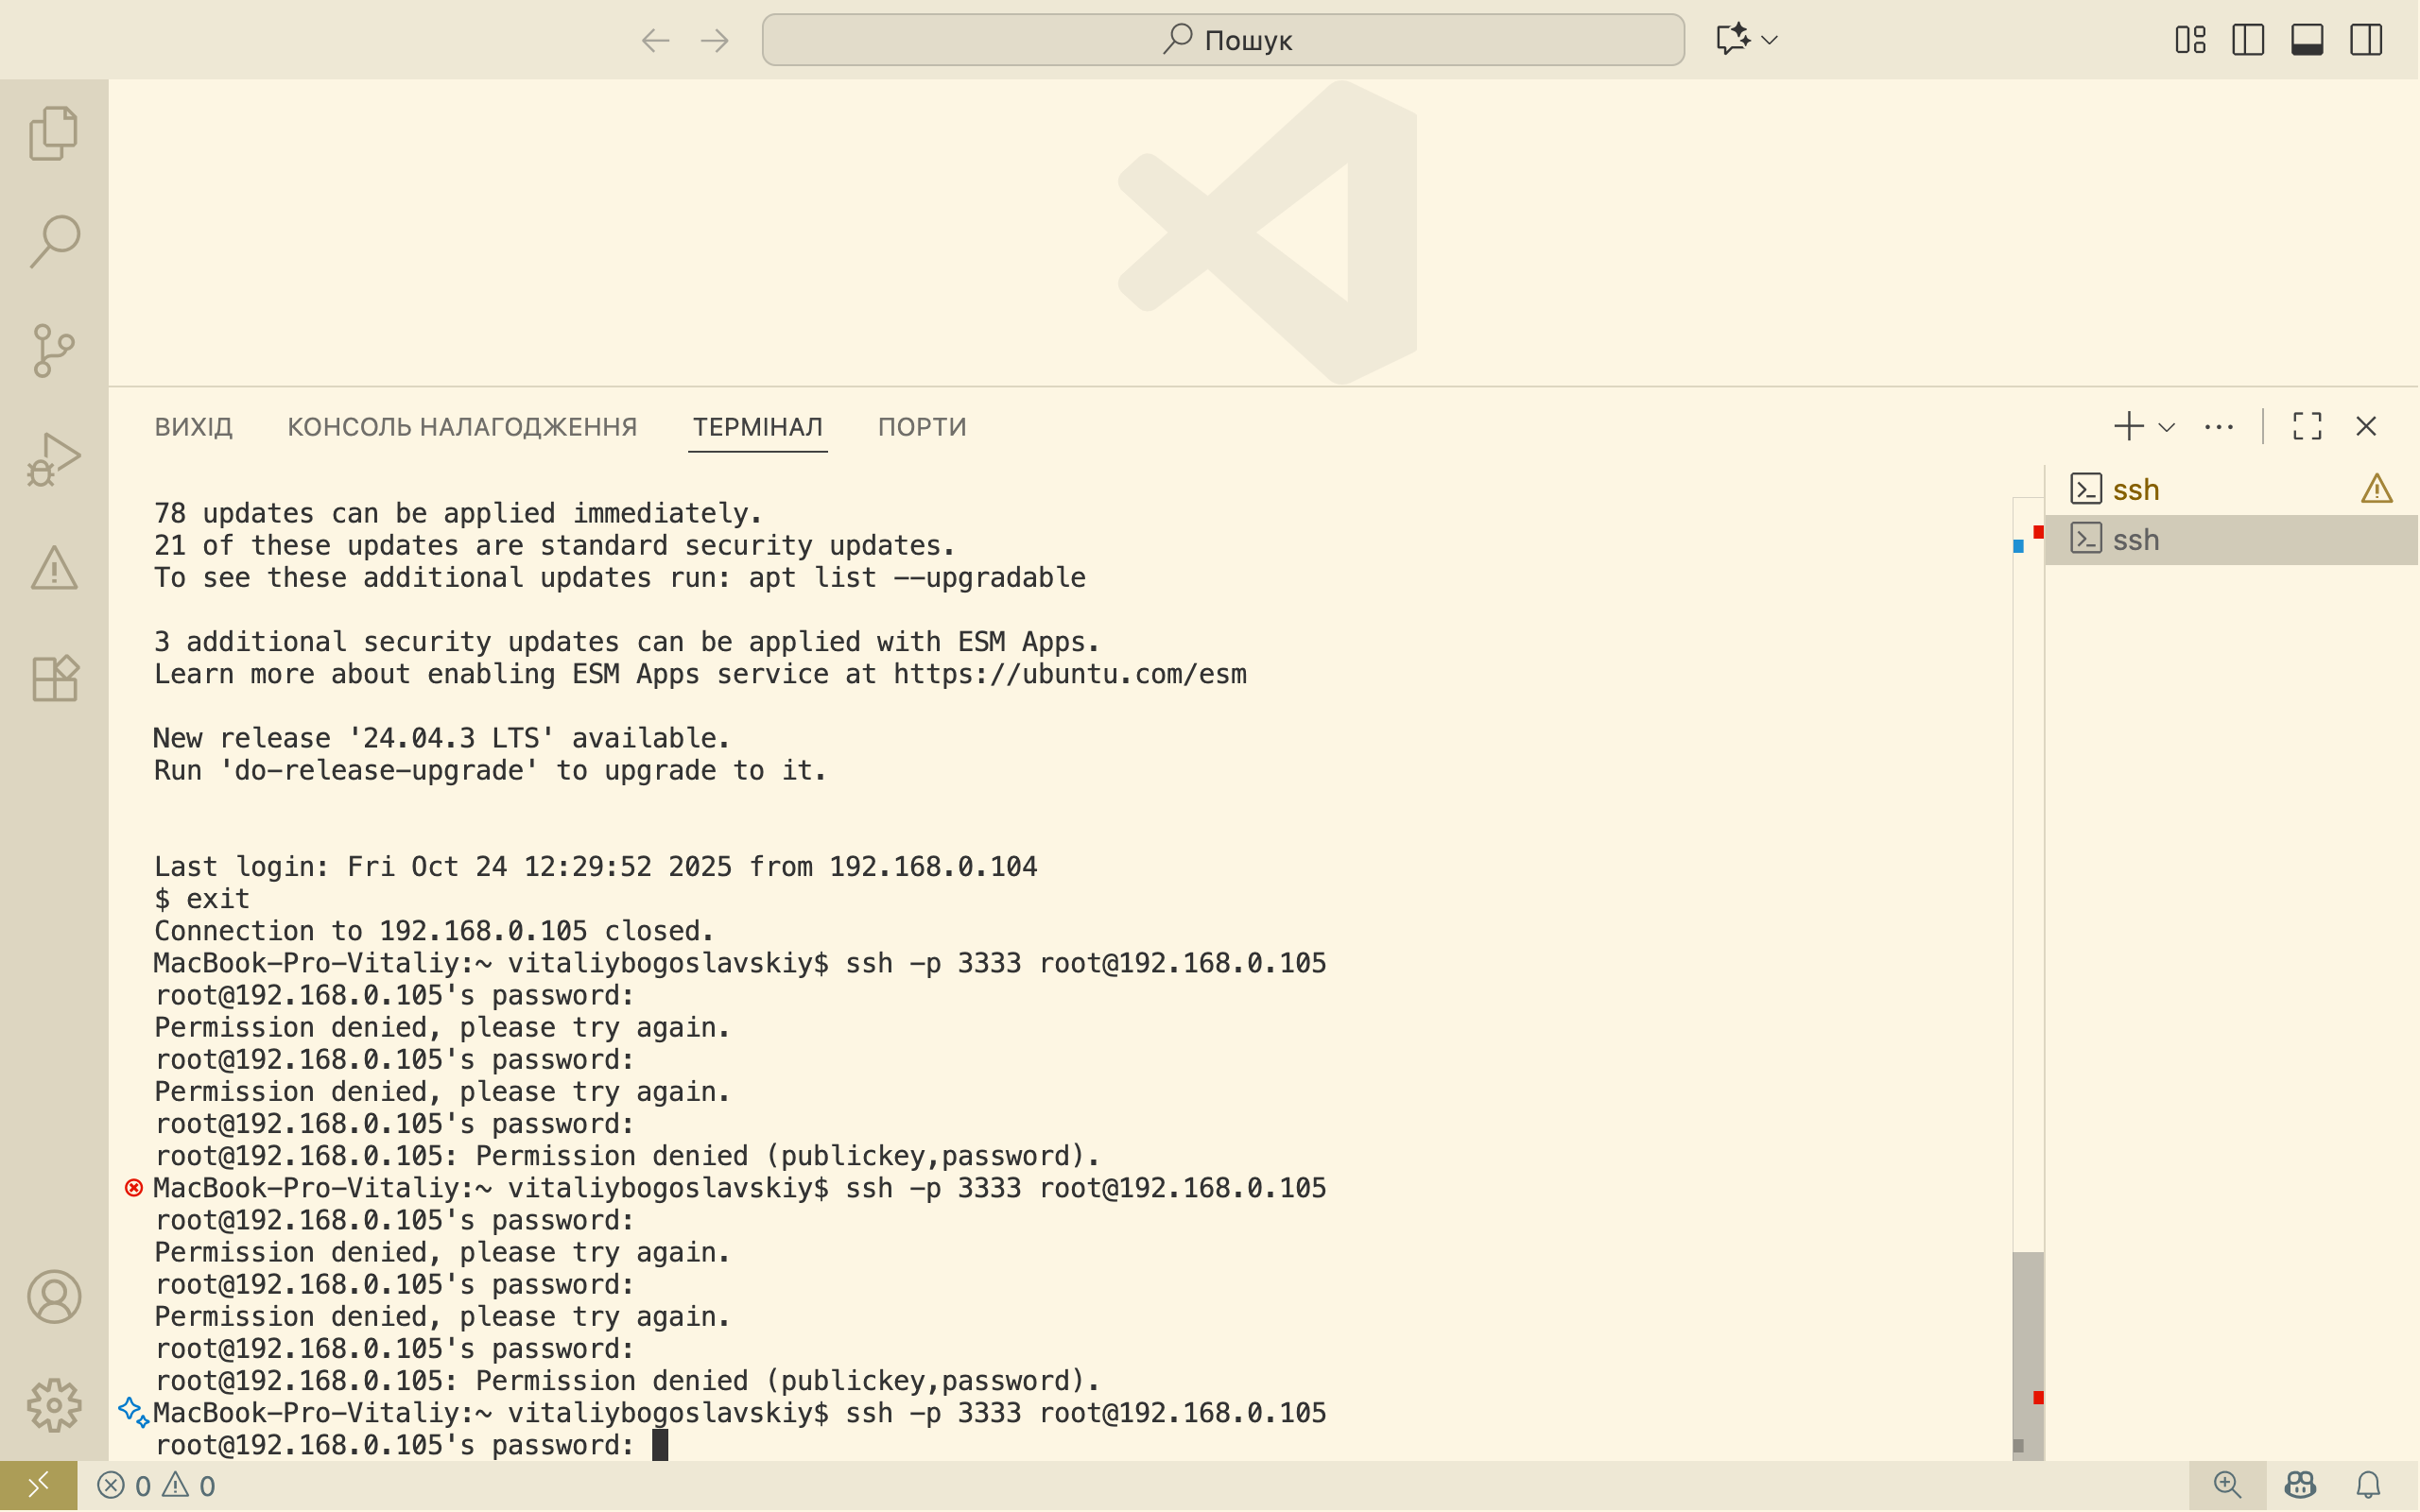 Пошук
ВИХІД
КОНСОЛЬ НАЛАГОДЖЕННЯ
ТЕРМІНАЛ
ПОРТИ
ssh
ssh
78 updates can be applied immediately.
21 of these updates are standard security updates.
To see these additional updates run: apt list --upgradable
3 additional security updates can be applied with ESM Apps.
Learn more about enabling ESM Apps service at https://ubuntu.com/esm
New release '24.04.3 LTS' available.
Run 'do-release-upgrade' to upgrade to it.
Last login: Fri Oct 24 12:29:52 2025 from 192.168.0.104
$ exit
Connection to 192.168.0.105 closed.
MacBook-Pro-Vitaliy:~ vitaliybogoslavskiy$ ssh -p 3333 root@192.168.0.105
root@192.168.0.105's password:
Permission denied, please try again.
root@192.168.0.105's password:
Permission denied, please try again.
root@192.168.0.105's password:
root@192.168.0.105: Permission denied (publickey,password).
MacBook-Pro-Vitaliy:~ vitaliybogoslavskiy$ ssh -p 3333 root@192.168.0.105
root@192.168.0.105's password:
Permission denied, please try again.
root@192.168.0.105's password:
Permission denied, please try again.
root@192.168.0.105's password:
root@192.168.0.105: Permission denied (publickey,password).
MacBook-Pro-Vitaliy:~ vitaliybogoslavskiy$ ssh -p 3333 root@192.168.0.105
root@192.168.0.105's password:
0 0